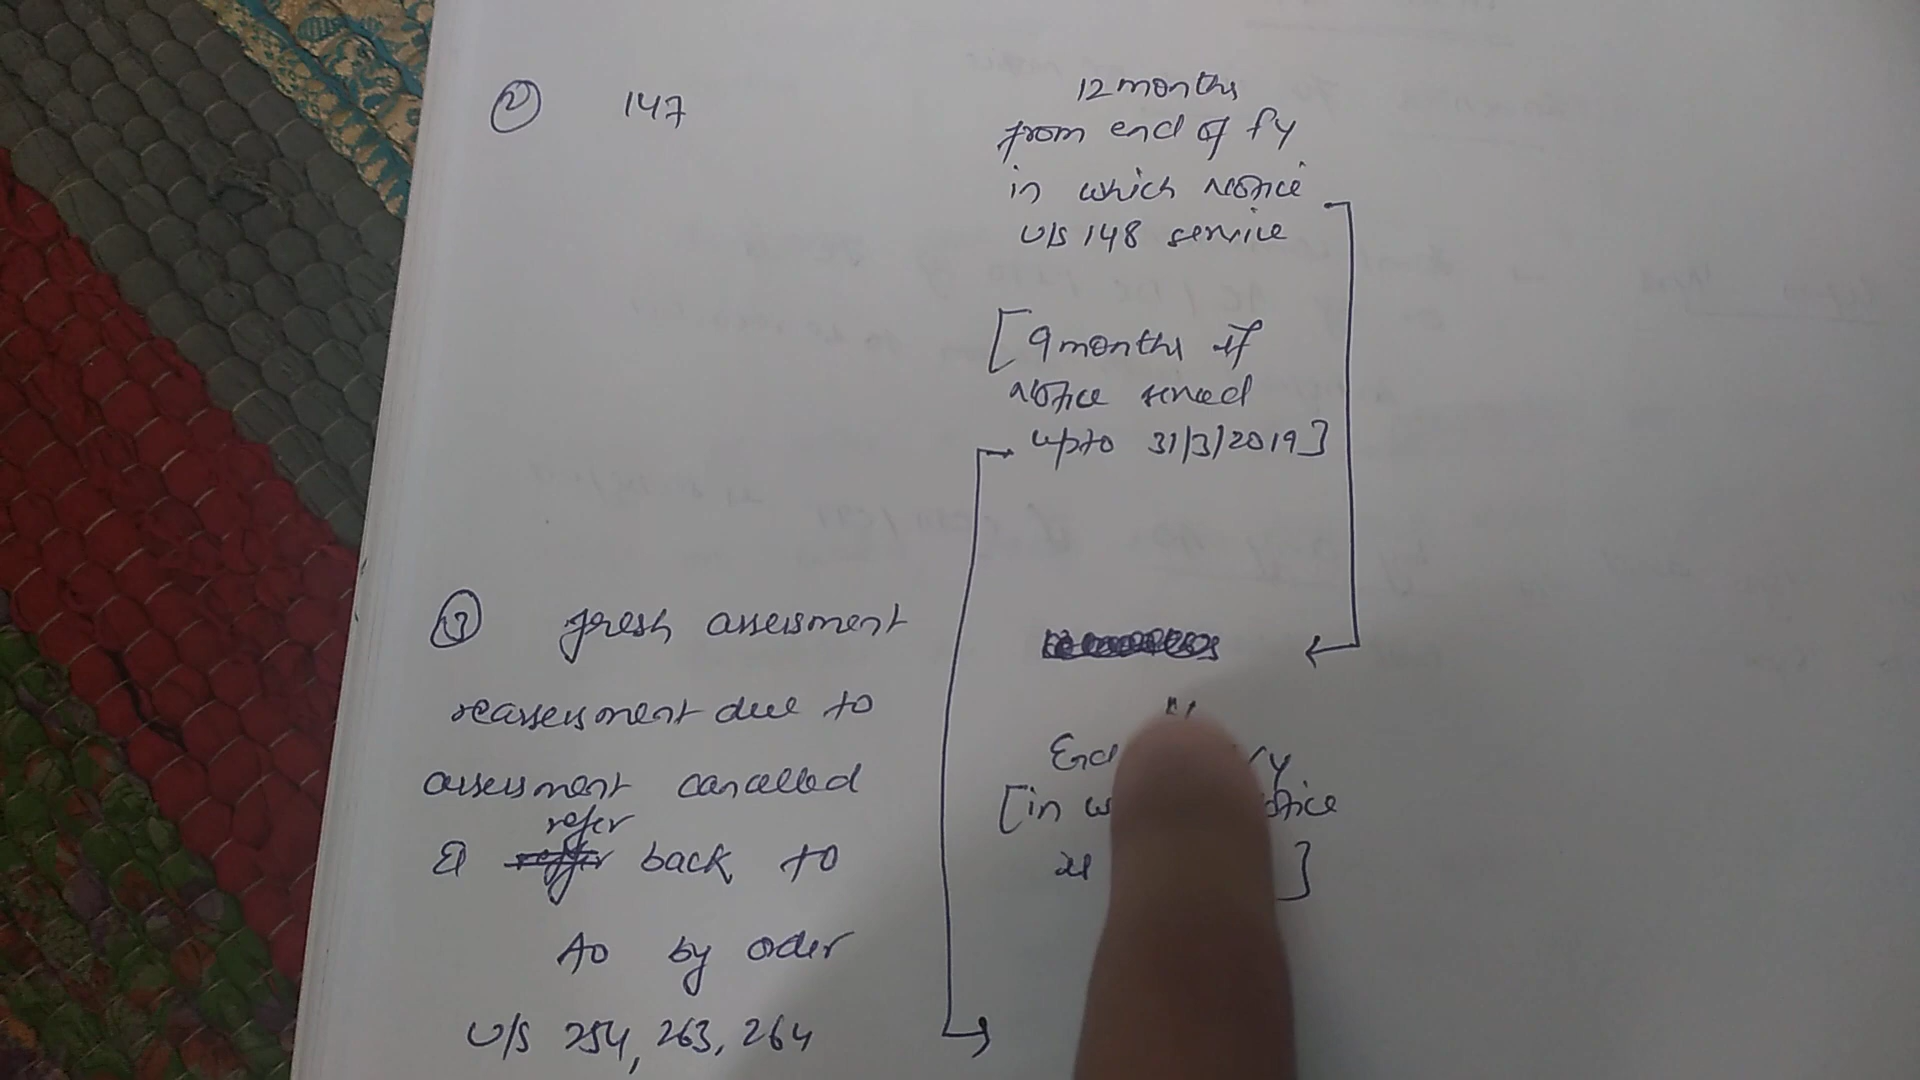 2 147
12 months
from end of fy
in which notice
U/S 148 service
[9 months if
notice served
upto 31/3/2019]
3 fresh assessment
reassessment due to
assessment cancelled
& refer back to
AO by order
U/S 254, 263, 264
"
End
[in
]